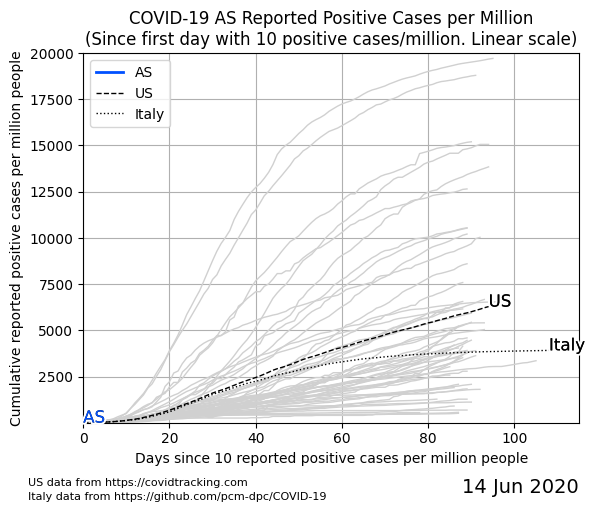 COVID-19 AS Reported Positive Cases per Million
(Since first day with 10 positive cases/million. Linear scale)
Cumulative reported positive cases per million people
20000
17500
15000
12500
10000
7500
5000
2500
AS
US
Italy
US
Italy
AS
0
20
40
60
80
100
Days since 10 reported positive cases per million people
US data from https://covidtracking.com
Italy data from https://github.com/pcm-dpc/COVID-19
14 Jun 2020